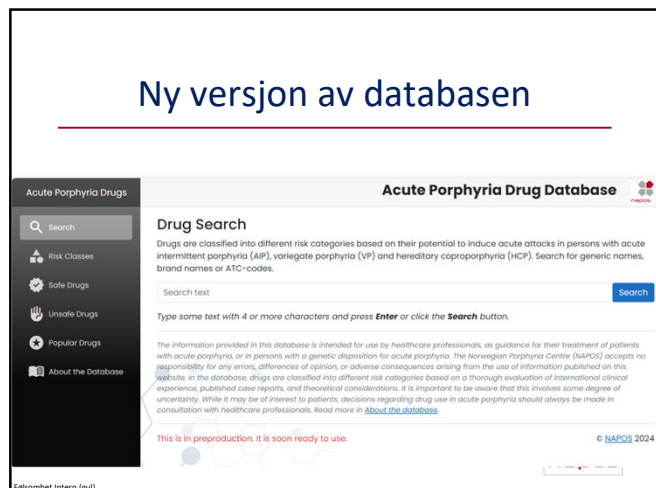 Ny versjon av databasen
Acute Porphyria Drugs
Acute Porphyria Drug Database
napos
Search
Risk Classes
Safe Drugs
Unsafe Drugs
Popular Drugs
About the Database
Drug Search
Drugs are classified into different risk categories based on their potential to induce acute attacks in persons with acute
intermittent porphyria (AIP), variegate porphyria (VP) and hereditary coproporphyria (HCP). Search for generic names,
brand names or ATC-codes.
Search text
Search
Type some text with 4 or more characters and press Enter or click the Search button.
The information provided in this database is intended for use by healthcare professionals, as guidance for their treatment of patients
with acute porphyria, or in persons with a genetic disposition for acute porphyria. The Norwegian Porphyria Centre (NAPOS) accepts no
responsibility for any errors, differences of opinion, or adverse consequences arising from the use of information published on this
website. In the database, drugs are classified into different risk categories based on a thorough evaluation of international clinical
experience, published case reports, and theoretical considerations. It is important to be aware that this involves some degree of
uncertainty. While it may be of interest to patients, decisions regarding drug use in acute porphyria should always be made in
consultation with healthcare professionals. Read more in About the database.
This is in preproduction. It is soon ready to use.
© NAPOS 2024
Følsomhet Intern (gul)